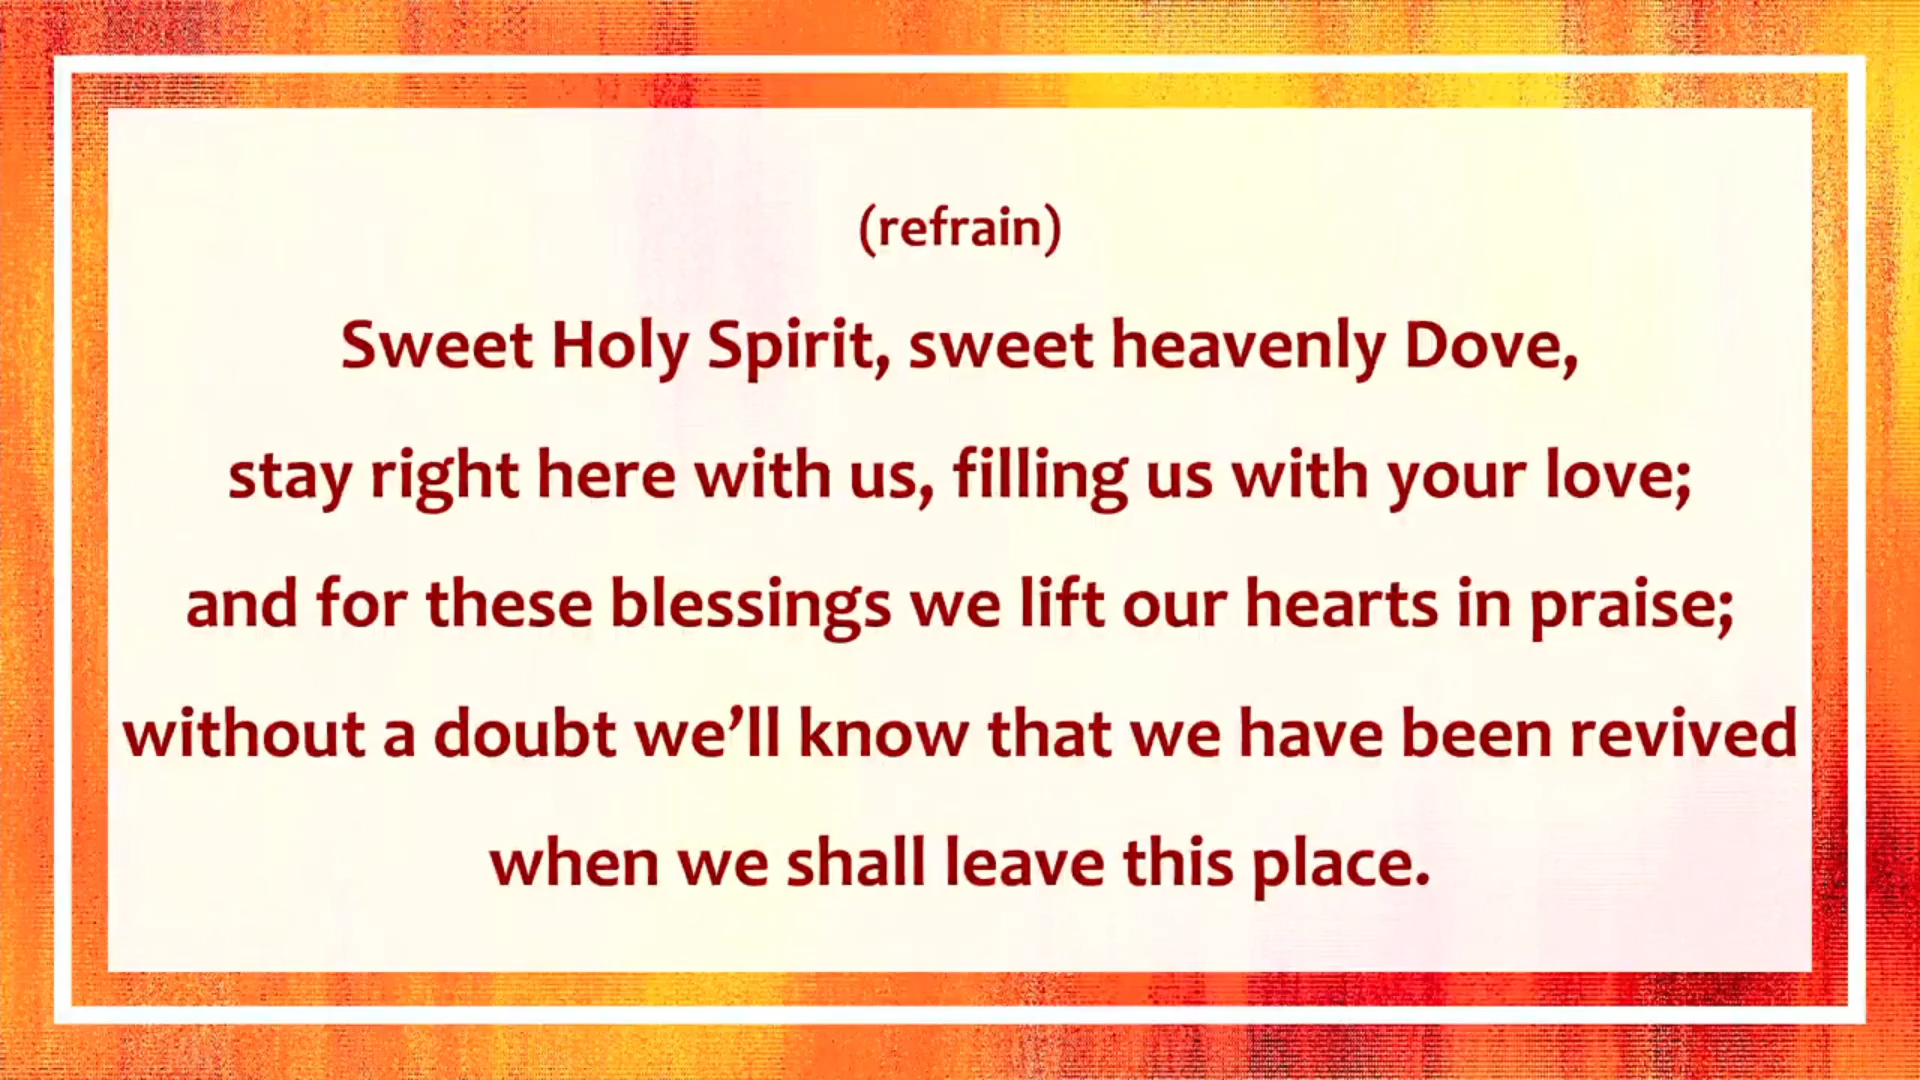 (refrain)
Sweet Holy Spirit, sweet heavenly Dove,
stay right here with us, filling us with your love;
and for these blessings we lift our hearts in praise;
without a doubt we’ll know that we have been revived
when we shall leave this place.